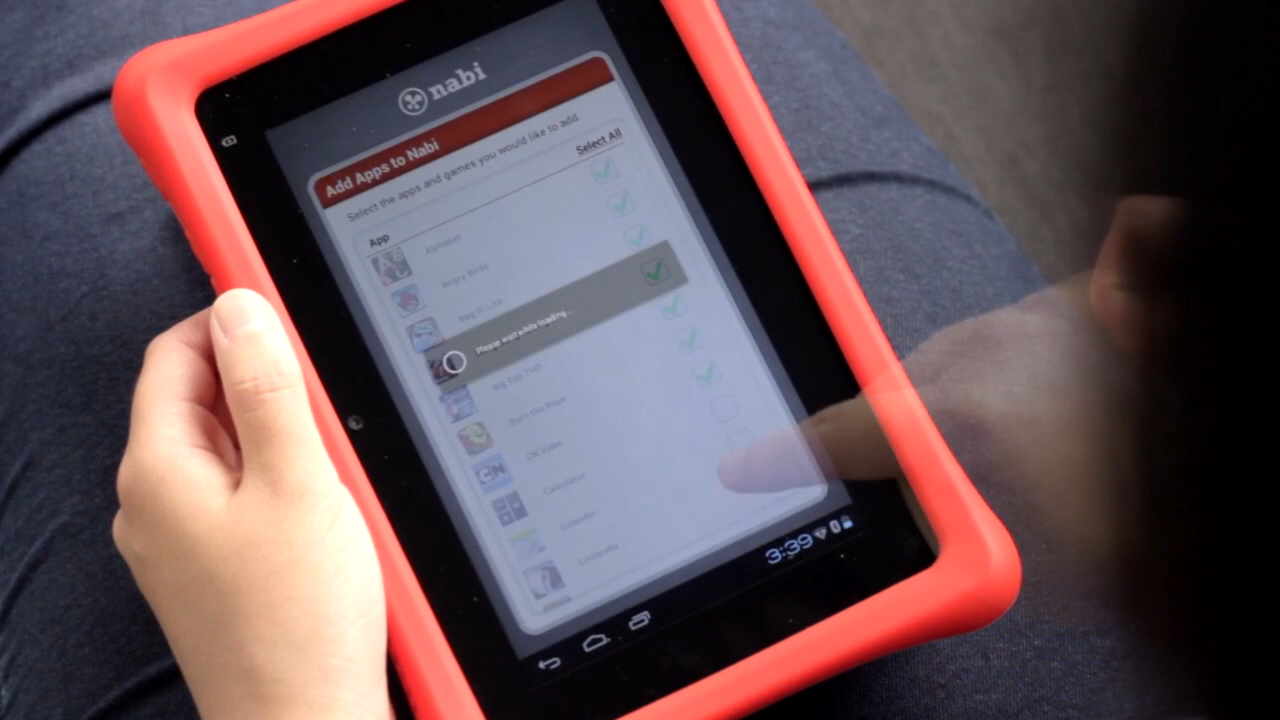 nabi
Add Apps to Nabi
Select the apps and games you would like to add
Select All
App
Alphabet
Angry Birds
Bag It! Lite
Please wait while loading...
Big Top THD
Burn the Rope
CN Video
Calculator
Calendar
Cinderella
3:39